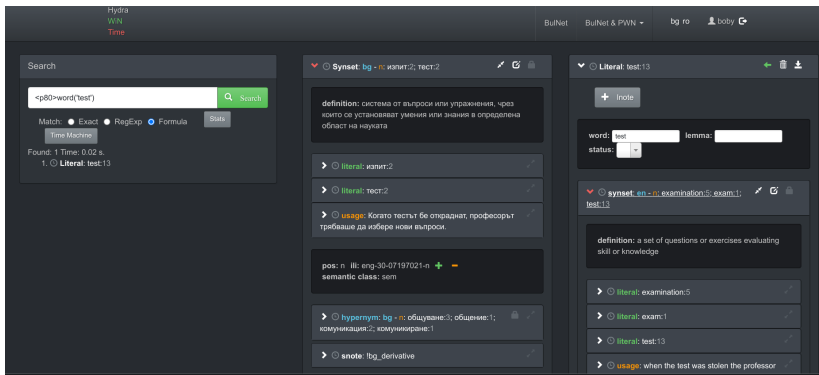 Hydra
WiN
Time
BulNet
BulNet & PWN
bg ro
boby
Search
<p80>word('test')
Search
Match: Exact RegExp Formula
Stats
Time Machine
Found: 1 Time: 0.02 s.
1. Literal: test:13
Synset: bg - n: изпит:2; тест:2
definition: система от въпроси или упражнения, чрез
които се установяват умения или знания в определена
област на науката
literal: изпит:2
literal: тест:2
usage: Когато тестът бе откраднат, професорът
трябваше да избере нови въпроси.
pos: n ili: eng-30-07197021-n
semantic class: sem
hypernym: bg - n: общуване:3; общение:1;
комуникация:2; комуникиране:1
snote: !bg_derivative
Literal: test:13
Inote
word: test lemma:
status:
synset: en - n: examination:5; exam:1;
test:13
definition: a set of questions or exercises evaluating
skill or knowledge
literal: examination:5
literal: exam:1
literal: test:13
usage: when the test was stolen the professor